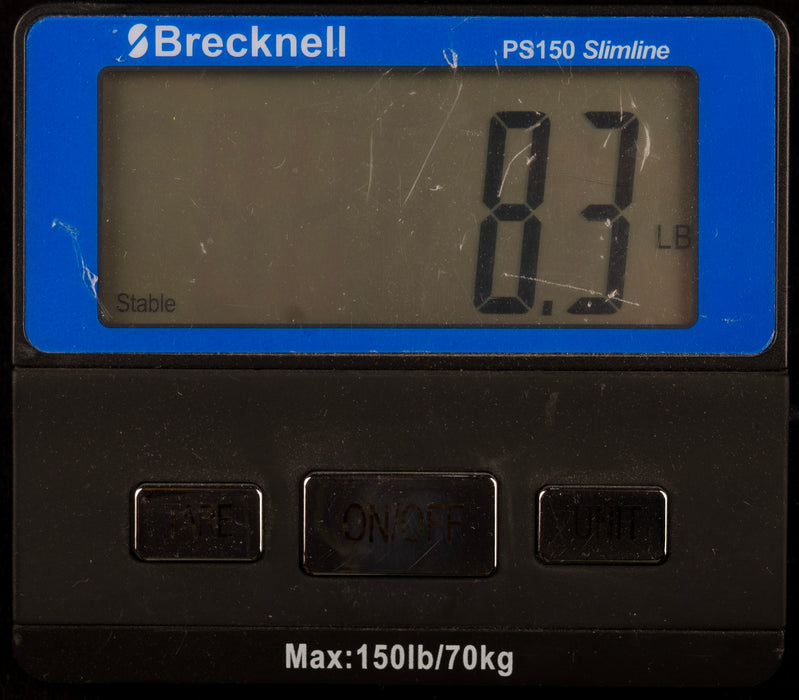 Brecknell
PS150 Slimline
8.3
LB
Stable
TARE
ON/OFF
UNIT
Max:150lb/70kg